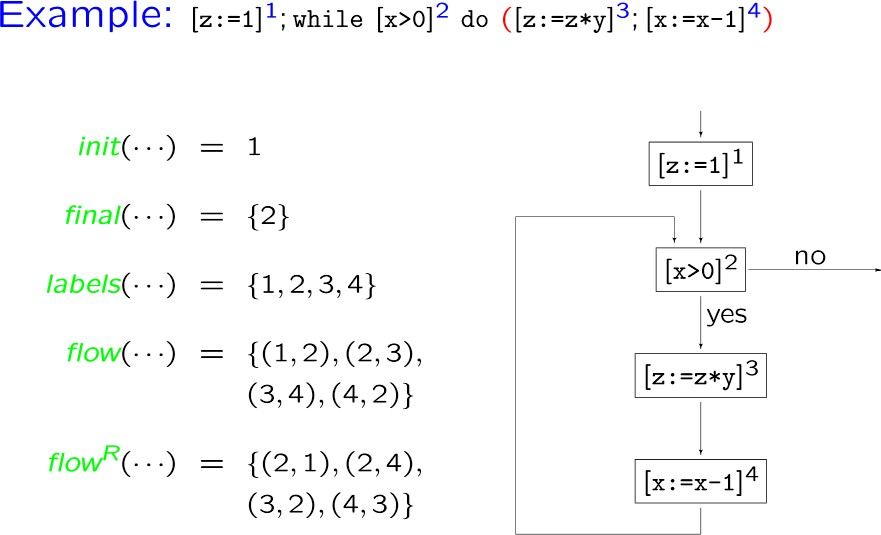 Example: [z:=1]¹; while [x>0]² do ([z:=z*y]³; [x:=x-1]⁴)
init(···) = 1
final(···) = {2}
labels(···) = {1, 2, 3, 4}
flow(···) = {(1, 2), (2, 3),
(3, 4), (4, 2)}
flowᴿ(···) = {(2, 1), (2, 4),
(3, 2), (4, 3)}
[z:=1]¹
[x>0]²
no
yes
[z:=z*y]³
[x:=x-1]⁴